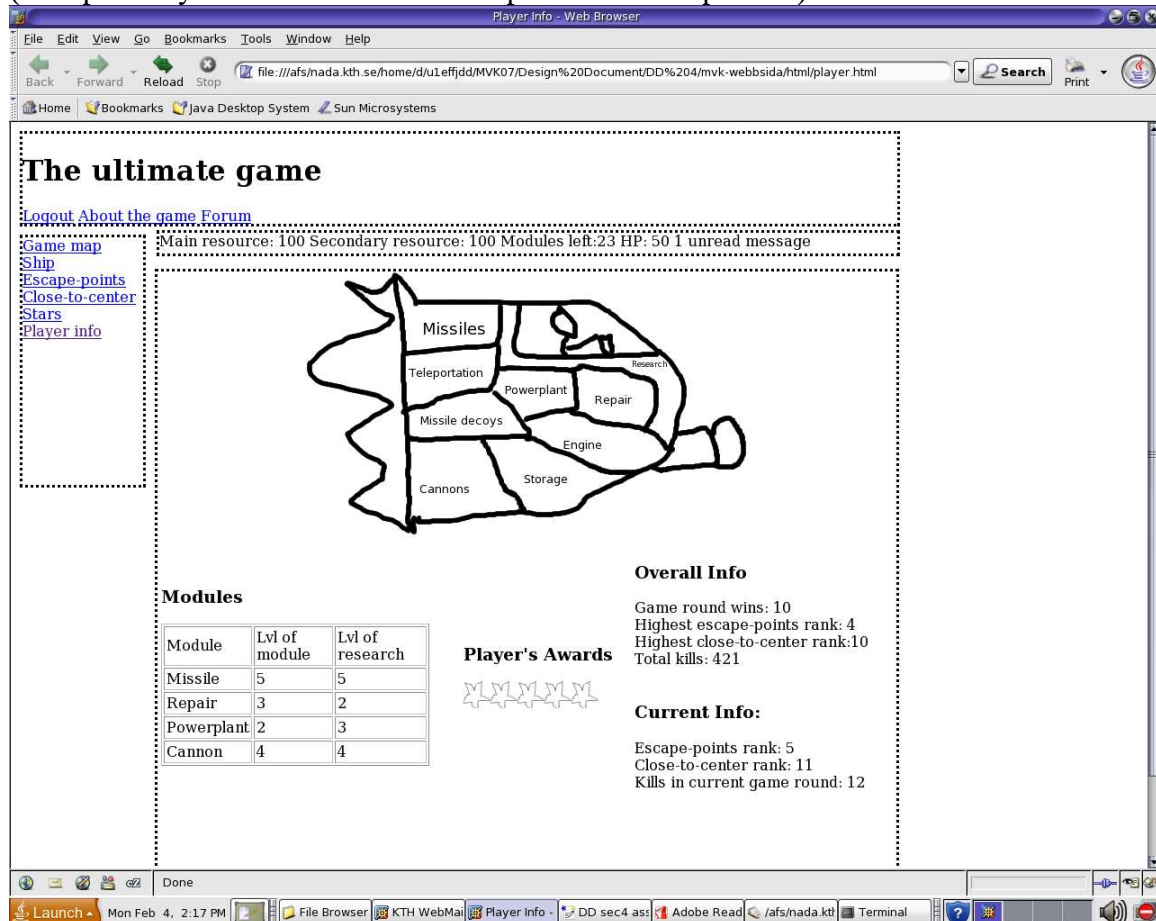 Player Info - Web Browser
File Edit View Go Bookmarks Tools Window Help
Back Forward Reload Stop
file:///afs/nada.kth.se/home/d/u1effjdd/MVK07/Design%20Document/DD%204/mvk-webbsida/html/player.html
Search Print
Home Bookmarks Java Desktop System Sun Microsystems
The ultimate game
Logout About the game Forum
Main resource: 100 Secondary resource: 100 Modules left:23 HP: 50 1 unread message
Game map
Ship
Escape-points
Close-to-center
Stars
Player info
Missiles
Research
Teleportation
Powerplant
Repair
Missile decoys
Engine
Storage
Cannons
Modules
Module Lvl of module Lvl of research
Missile 5 5
Repair 3 2
Powerplant 2 3
Cannon 4 4
Player's Awards
Overall Info
Game round wins: 10
Highest escape-points rank: 4
Highest close-to-center rank:10
Total kills: 421
Current Info:
Escape-points rank: 5
Close-to-center rank: 11
Kills in current game round: 12
Done
Launch Mon Feb 4, 2:17 PM File Browser KTH WebMai Player Info - DD sec4 ass Adobe Read /afs/nada.kth Terminal